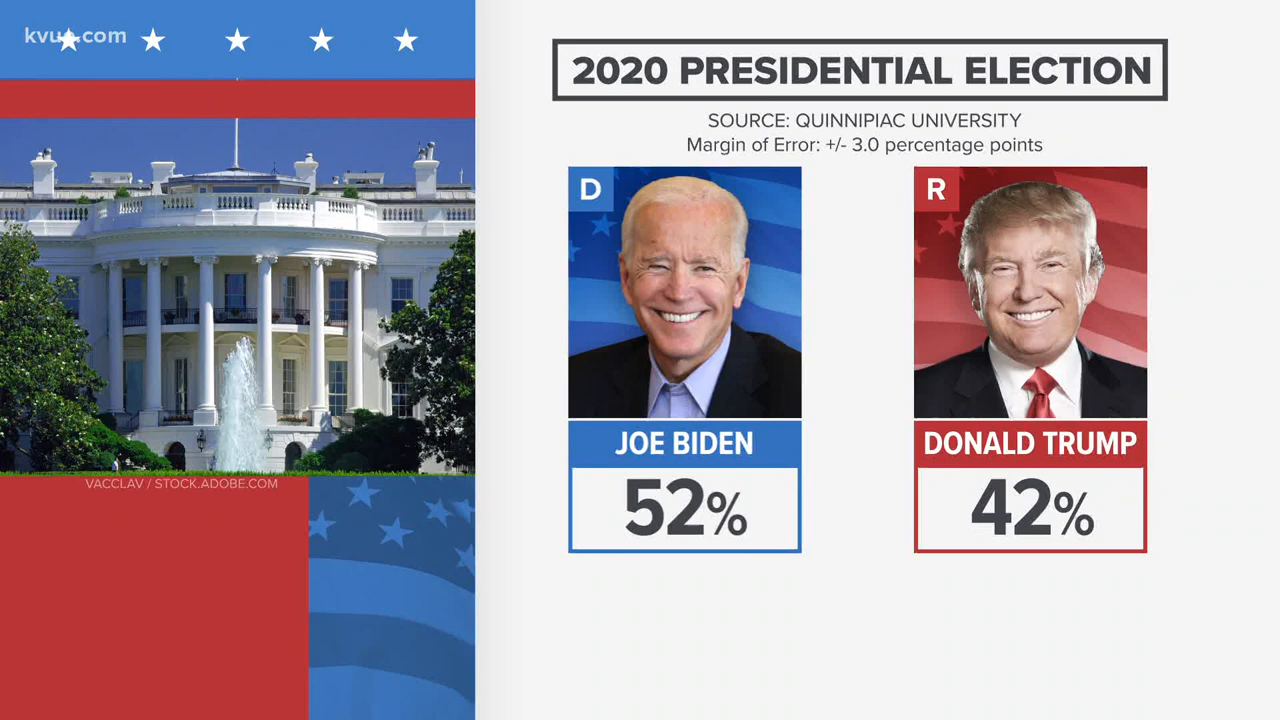 kvue.com
2020 PRESIDENTIAL ELECTION
SOURCE: QUINNIPIAC UNIVERSITY
Margin of Error: +/- 3.0 percentage points
D
R
JOE BIDEN
DONALD TRUMP
52%
42%
VACCLAV / STOCK.ADOBE.COM